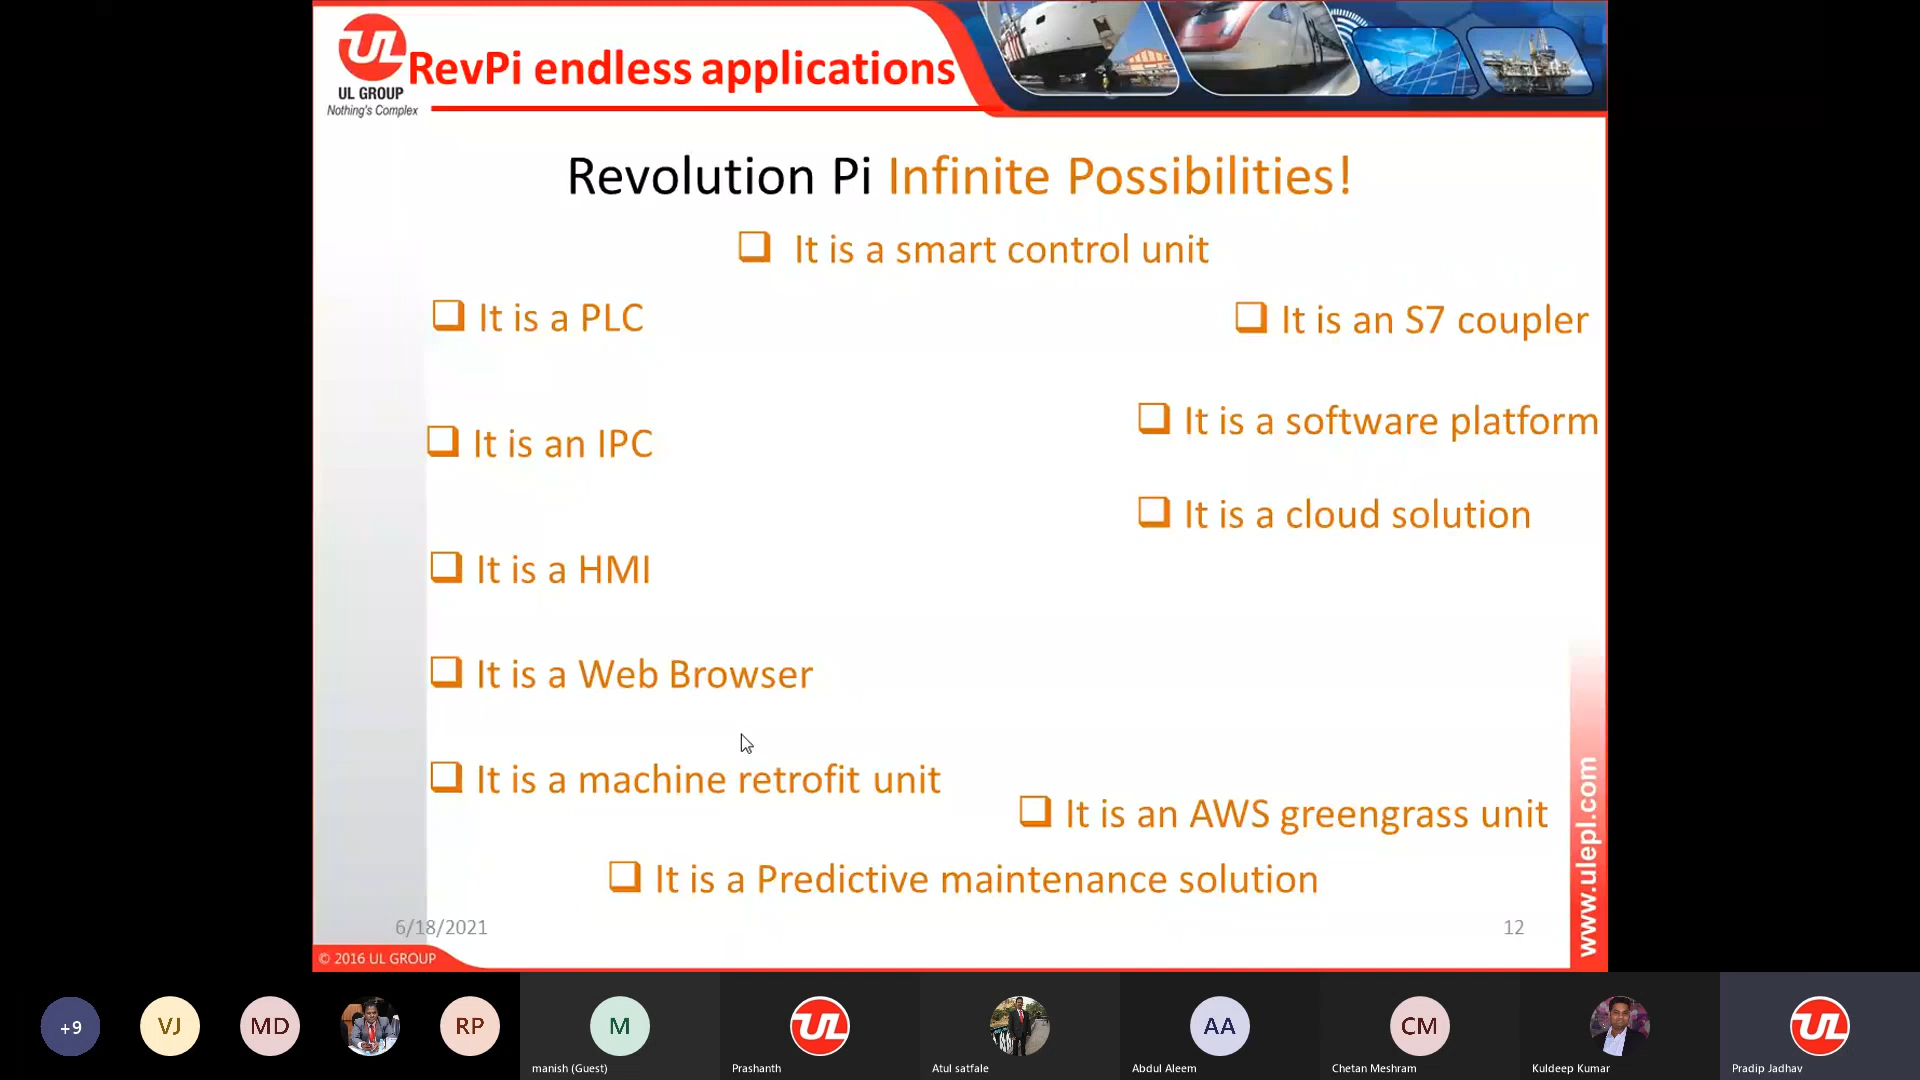 UL
UL GROUP
Nothing's Complex
RevPi endless applications
Revolution Pi Infinite Possibilities!
It is a smart control unit
It is a PLC
It is an S7 coupler
It is a software platform
It is an IPC
It is a cloud solution
It is a HMI
It is a Web Browser
It is a machine retrofit unit
It is an AWS greengrass unit
It is a Predictive maintenance solution
www.ulepl.com
6/18/2021
12
© 2016 UL GROUP
+9
VJ
MD
RP
M
manish (Guest)
UL
Prashanth
Atul satfale
AA
Abdul Aleem
CM
Chetan Meshram
Kuldeep Kumar
UL
Pradip Jadhav